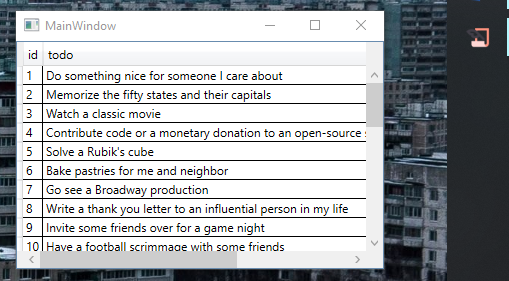 MainWindow
id todo
1 Do something nice for someone I care about
2 Memorize the fifty states and their capitals
3 Watch a classic movie
4 Contribute code or a monetary donation to an open-source
5 Solve a Rubik's cube
6 Bake pastries for me and neighbor
7 Go see a Broadway production
8 Write a thank you letter to an influential person in my life
9 Invite some friends over for a game night
10 Have a football scrimmage with some friends